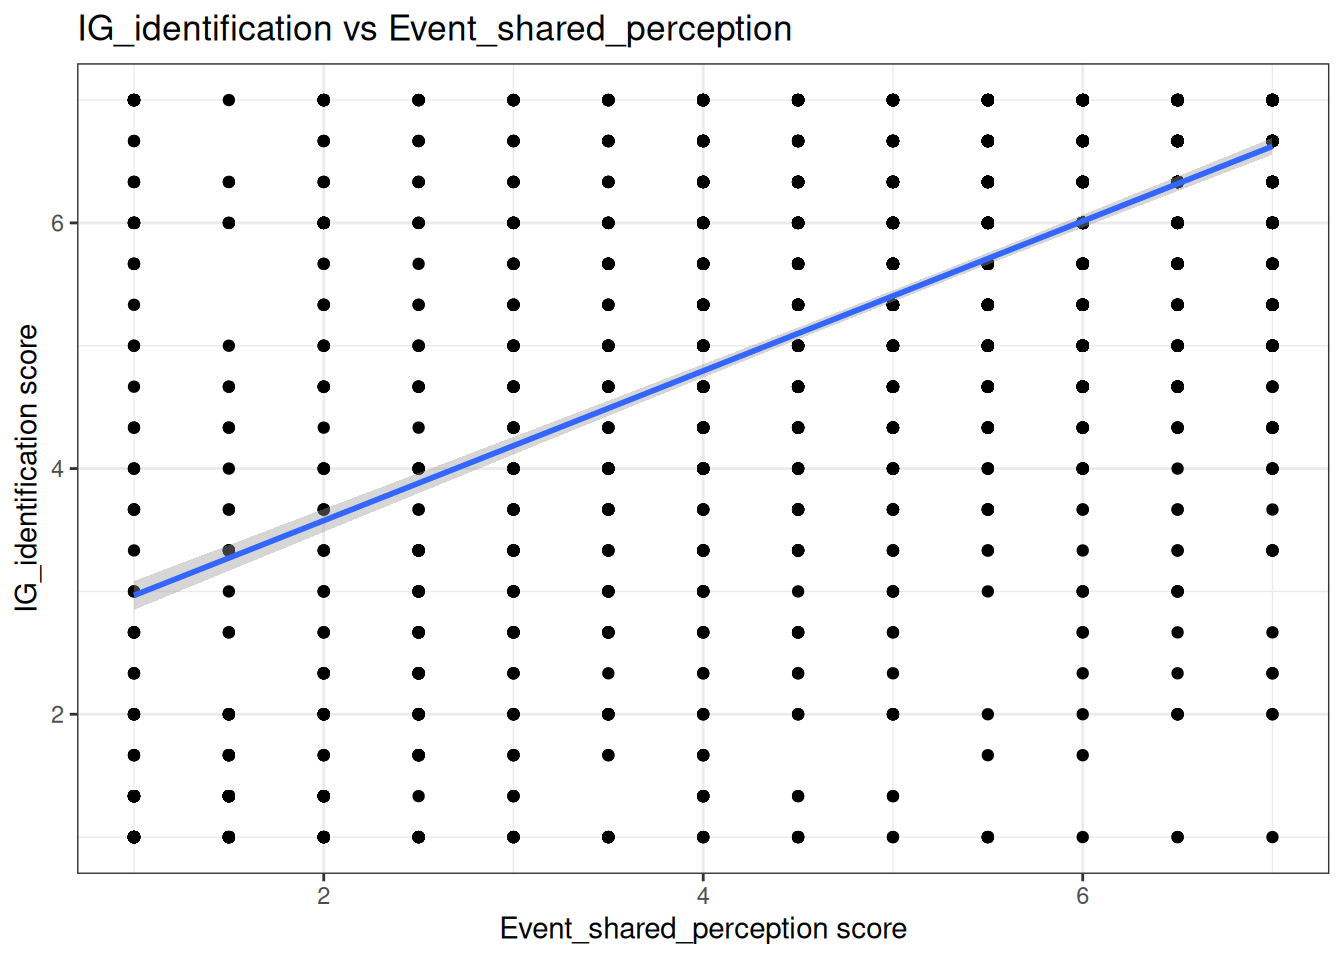 IG_identification vs Event_shared_perception
IG_identification score
6
4
2
2
4
6
Event_shared_perception score